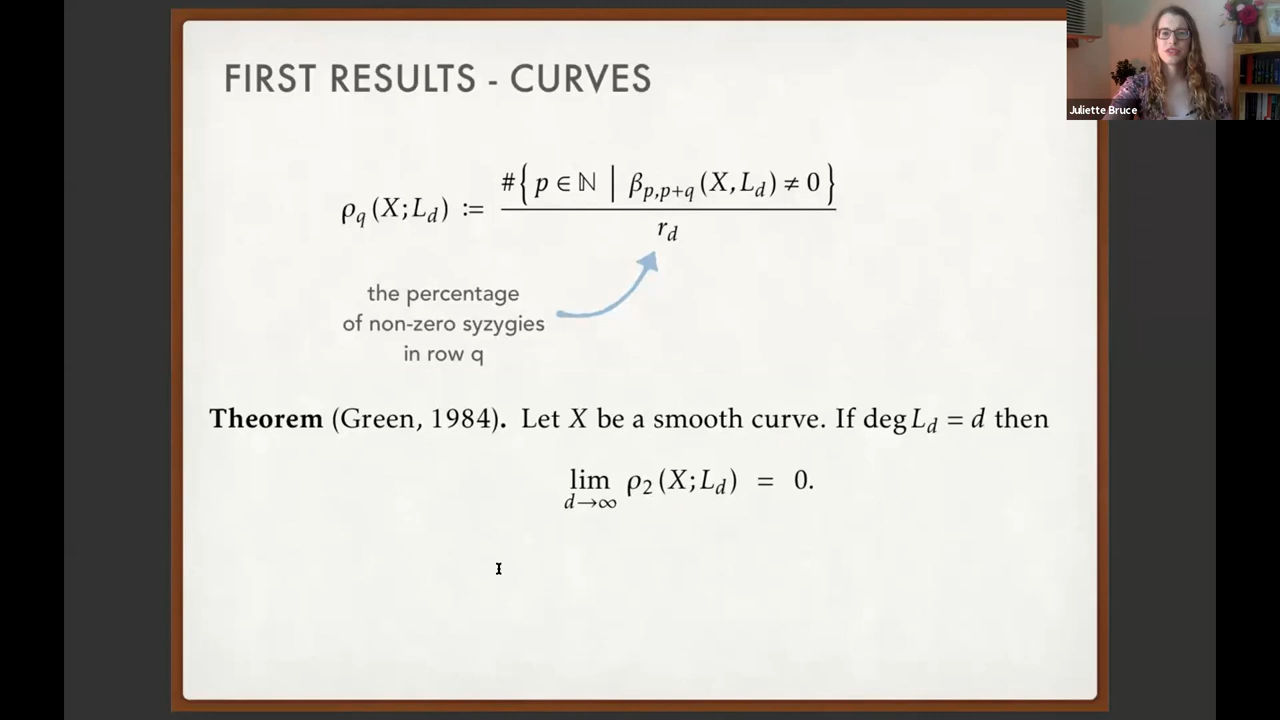 FIRST RESULTS - CURVES
Juliette Bruce
ρ_q(X; L_d) := #{ p ∈ ℕ | β_{p,p+q}(X, L_d) ≠ 0 } / r_d
the percentage
of non-zero syzygies
in row q
Theorem (Green, 1984). Let X be a smooth curve. If deg L_d = d then
lim_{d→∞} ρ_2(X; L_d) = 0.